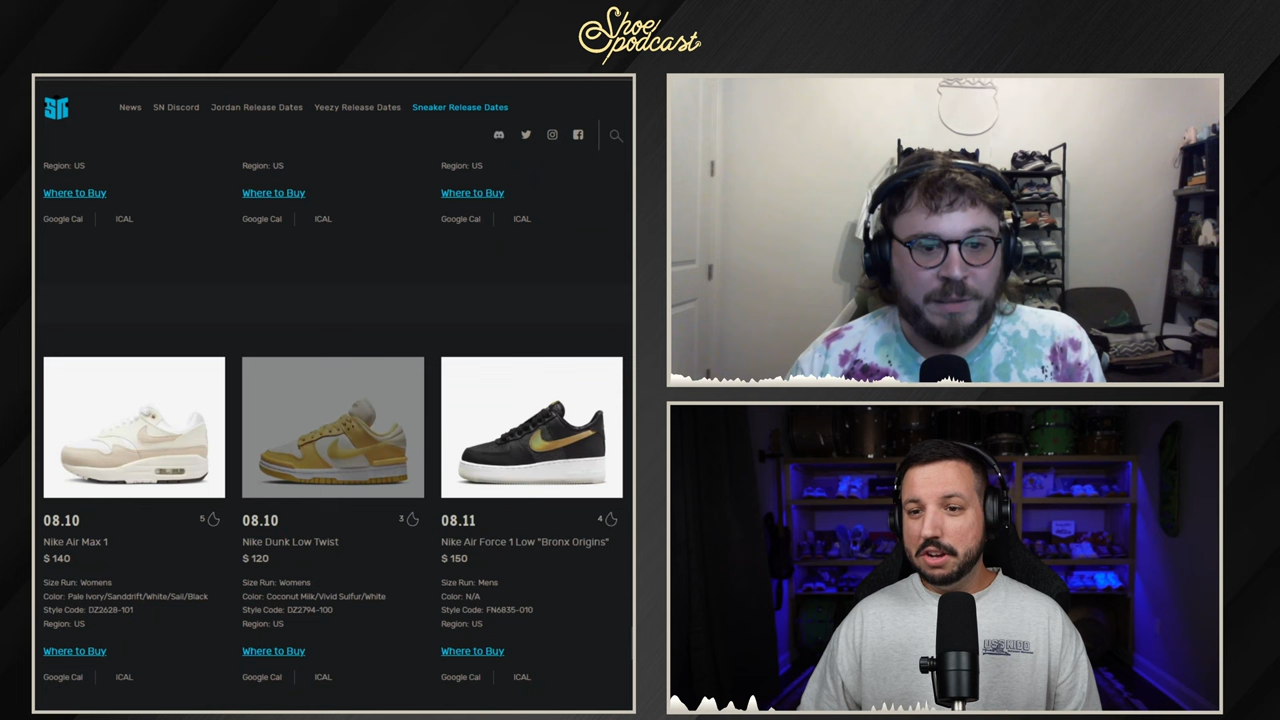 Shoe
podcast
SN
News SN Discord Jordan Release Dates Yeezy Release Dates Sneaker Release Dates
Region: US Region: US Region: US
Where to Buy Where to Buy Where to Buy
Google Cal ICAL Google Cal ICAL Google Cal ICAL
08.10 5 08.10 3 08.11 4
Nike Air Max 1 Nike Dunk Low Twist Nike Air Force 1 Low "Bronx Origins"
$ 140 $ 120 $ 150
Size Run: Womens Size Run: Womens Size Run: Mens
Color: Pale Ivory/Sanddrift/White/Sail/Black Color: Coconut Milk/Vivid Sulfur/White Color: N/A
Style Code: DZ2628-101 Style Code: DZ2794-100 Style Code: FN6835-010
Region: US Region: US Region: US
Where to Buy Where to Buy Where to Buy
Google Cal ICAL Google Cal ICAL Google Cal ICAL